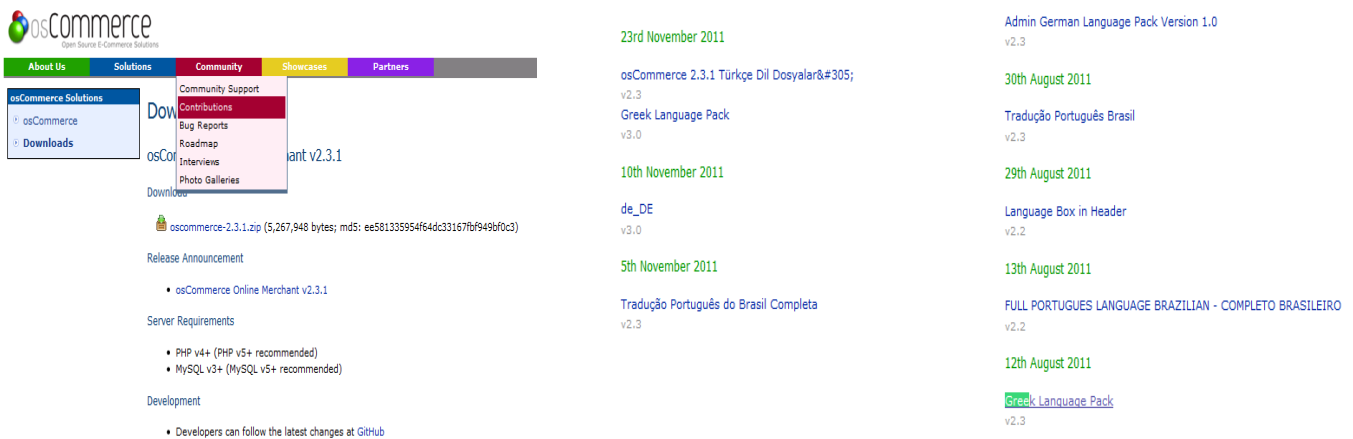 osCommerce
Open Source E-Commerce Solutions
About Us Solutions Community Showcases Partners
osCommerce Solutions
osCommerce
Downloads
Community Support
Contributions
Bug Reports
Roadmap
Interviews
Photo Galleries
Dow
osCo
ant v2.3.1
Download
oscommerce-2.3.1.zip (5,267,948 bytes; md5: ee581335954f64dc33167fbf949bf0c3)
Release Announcement
osCommerce Online Merchant v2.3.1
Server Requirements
PHP v4+ (PHP v5+ recommended)
MySQL v3+ (MySQL v5+ recommended)
Development
Developers can follow the latest changes at GitHub
23rd November 2011
osCommerce 2.3.1 Türkçe Dil Dosyalar&#305;
v2.3
Greek Language Pack
v3.0
10th November 2011
de_DE
v3.0
5th November 2011
Tradução Português do Brasil Completa
v2.3
Admin German Language Pack Version 1.0
v2.3
30th August 2011
Tradução Português Brasil
v2.3
29th August 2011
Language Box in Header
v2.2
13th August 2011
FULL PORTUGUES LANGUAGE BRAZILIAN - COMPLETO BRASILEIRO
v2.2
12th August 2011
Greek Language Pack
v2.3